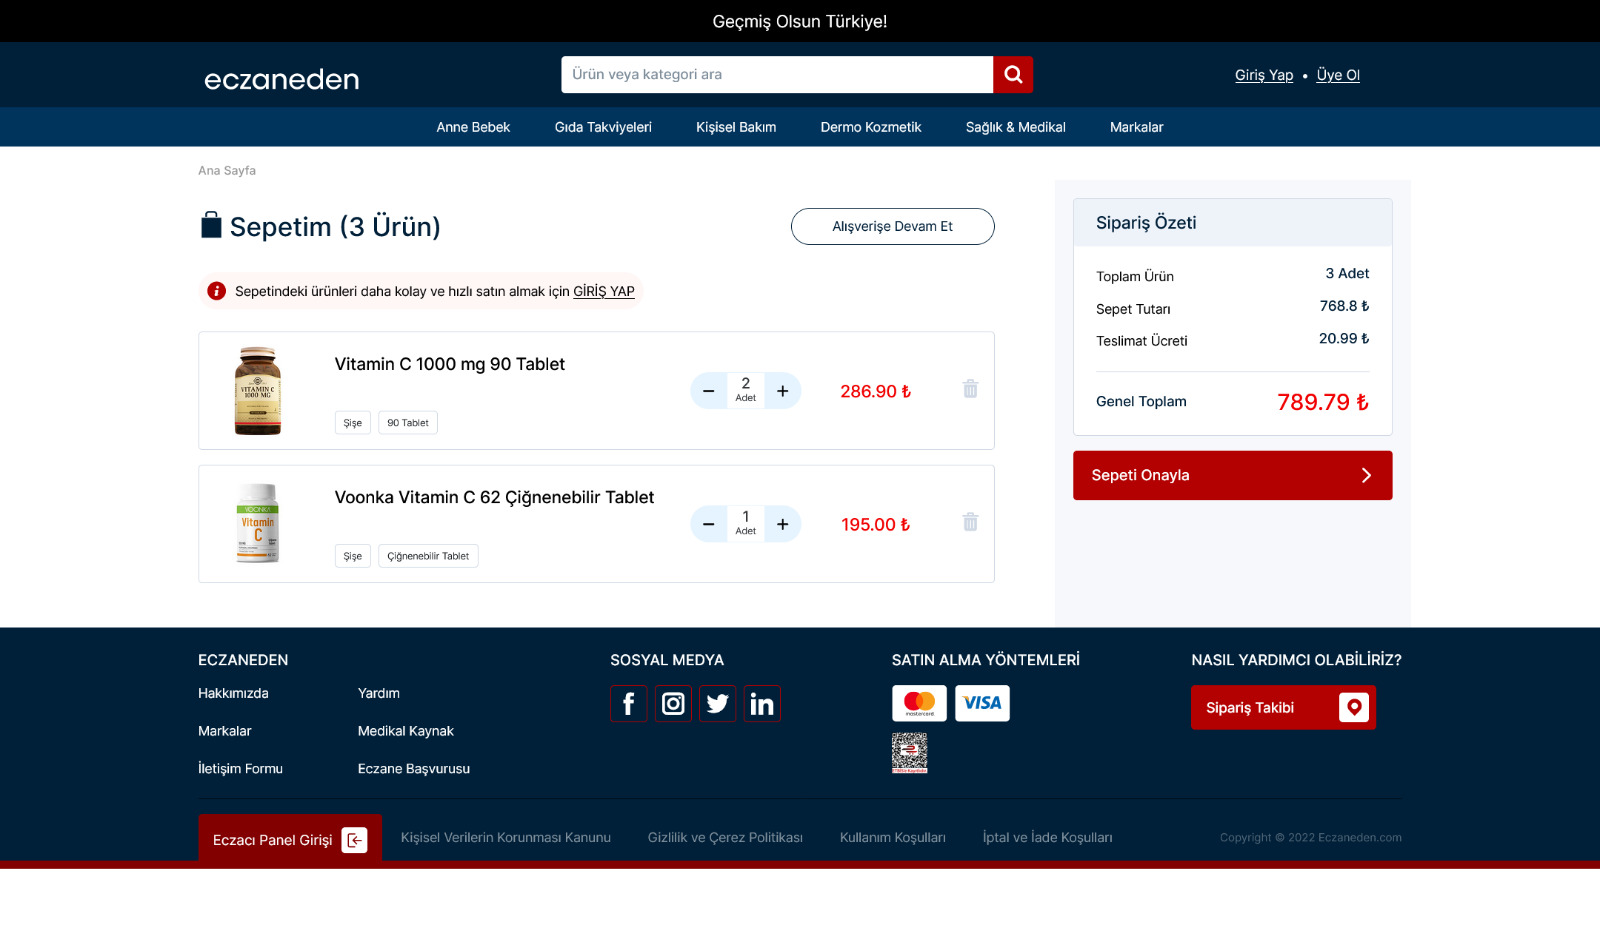 Geçmiş Olsun Türkiye!
eczaneden
Ürün veya kategori ara
Giriş Yap • Üye Ol
Anne Bebek
Gıda Takviyeleri
Kişisel Bakım
Dermo Kozmetik
Sağlık & Medikal
Markalar
Ana Sayfa
Sepetim (3 Ürün)
Alışverişe Devam Et
Sepetindeki ürünleri daha kolay ve hızlı satın almak için GİRİŞ YAP
VITAMIN C
1000 MG
Vitamin C 1000 mg 90 Tablet
Şişe
90 Tablet
2
Adet
286.90 ₺
VOONKA
Vitamin
C
Voonka Vitamin C 62 Çiğnenebilir Tablet
Şişe
Çiğnenebilir Tablet
1
Adet
195.00 ₺
Sipariş Özeti
Toplam Ürün
3 Adet
Sepet Tutarı
768.8 ₺
Teslimat Ücreti
20.99 ₺
Genel Toplam
789.79 ₺
Sepeti Onayla
ECZANEDEN
Hakkımızda
Yardım
Markalar
Medikal Kaynak
İletişim Formu
Eczane Başvurusu
SOSYAL MEDYA
SATIN ALMA YÖNTEMLERİ
mastercard
VISA
NASIL YARDIMCI OLABİLİRİZ?
Sipariş Takibi
Eczacı Panel Girişi
Kişisel Verilerin Korunması Kanunu
Gizlilik ve Çerez Politikası
Kullanım Koşulları
İptal ve İade Koşulları
Copyright © 2022 Eczaneden.com